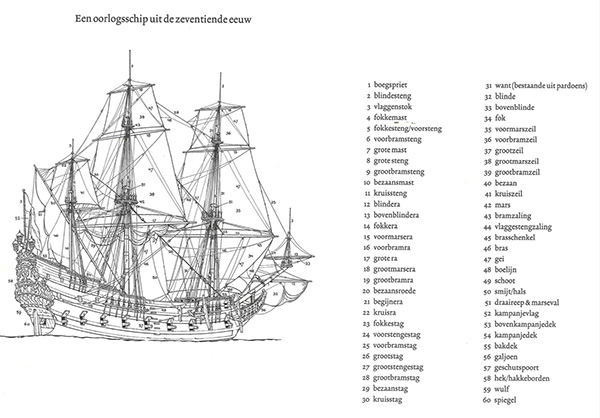 Een oorlogsschip uit de zeventiende eeuw
1 boegspriet
2 blindesteng
3 vlaggenstok
4 fokkemast
5 fokkesteng/voorsteng
6 voorbramsteng
7 grote mast
8 grote steng
9 grootbramsteng
10 bezaansmast
11 kruissteng
12 blindera
13 bovenblindera
14 fokkera
15 voormarsera
16 voorbramra
17 grote ra
18 grootmarsera
19 grootbramra
20 bezaansroede
21 begijnera
22 kruisra
23 fokkestag
24 voorstengestag
25 voorbramstag
26 grootstag
27 grootstengestag
28 grootbramstag
29 bezaanstag
30 kruisstag
31 want (bestaande uit pardoens)
32 blinde
33 bovenblinde
34 fok
35 voormarszeil
36 voorbramzeil
37 grootzeil
38 grootmarszeil
39 grootbramzeil
40 bezaan
41 kruiszeil
42 mars
43 bramzaling
44 vlaggestengzaling
45 brasschenkel
46 bras
47 gei
48 boelijn
49 schoot
50 smijt/hals
51 draaireep & marseval
52 kampanjevlag
53 bovenkampanjedek
54 kampanjedek
55 bakdek
56 galjoen
57 geschutspoort
58 hek/hakkeborden
59 wulf
60 spiegel